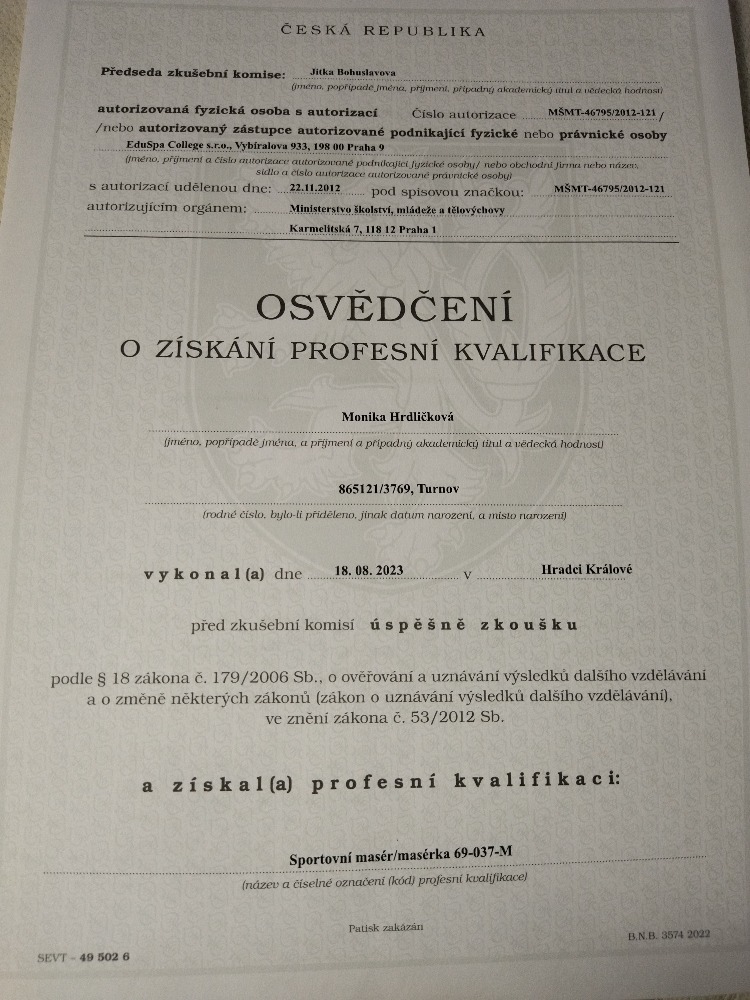 ČESKÁ REPUBLIKA
Předseda zkušební komise: Jitka Bohuslavova
(jméno, popřípadě jména, příjmení, případný akademický titul a vědecká hodnost)
autorizovaná fyzická osoba s autorizací Číslo autorizace MŠMT-46795/2012-121 /
/nebo autorizovaný zástupce autorizované podnikající fyzické nebo právnické osoby
EduSpa College s.r.o., Vybíralova 933, 198 00 Praha 9
(jméno, příjmení a číslo autorizace autorizované podnikající fyzické osoby/ nebo obchodní firma nebo název,
sídlo a číslo autorizace autorizované právnické osoby)
s autorizací udělenou dne: 22.11.2012 pod spisovou značkou: MŠMT-46795/2012-121
autorizujícím orgánem: Ministerstvo školství, mládeže a tělovýchovy
Karmelitská 7, 118 12 Praha 1
OSVĚDČENÍ
O ZÍSKÁNÍ PROFESNÍ KVALIFIKACE
Monika Hrdličková
(jméno, popřípadě jména, a příjmení a případný akademický titul a vědecká hodnost)
865121/3769, Turnov
(rodné číslo, bylo-li přiděleno, jinak datum narození, a místo narození)
vykonal(a) dne 18. 08. 2023 v Hradci Králové
před zkušební komisí úspěšně zkoušku
podle § 18 zákona č. 179/2006 Sb., o ověřování a uznávání výsledků dalšího vzdělávání
a o změně některých zákonů (zákon o uznávání výsledků dalšího vzdělávání),
ve znění zákona č. 53/2012 Sb.
a získal(a) profesní kvalifikaci:
Sportovní masér/masérka 69-037-M
(název a číselné označení (kód) profesní kvalifikace)
Patisk zakázán
SEVT - 49 502 6
B.N.B. 3574 2022